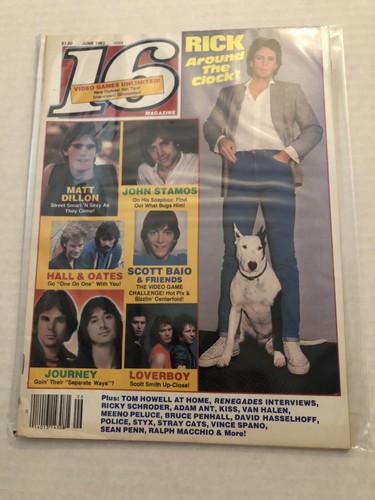 $1.50 JUNE 1983
16
MAGAZINE
VIDEO GAMES UNLIMITED!
RICK
Around
The
Clock!
MATT
DILLON
Street Smart 'N Sexy As
They Come!
JOHN STAMOS
On His Soapbox: Find
Out What Bugs Him!
HALL & OATES
Go "One On One" With You!
SCOTT BAIO
& FRIENDS
THE VIDEO GAME
CHALLENGE! Hot Pix &
Sizzlin' Centerfold!
JOURNEY
Goin' Their "Separate Ways"?
LOVERBOY
Scott Smith Up-Close!
Plus: TOM HOWELL AT HOME, RENEGADES INTERVIEWS,
RICKY SCHRODER, ADAM ANT, KISS, VAN HALEN,
MEENO PELUCE, BRUCE PENHALL, DAVID HASSELHOFF,
POLICE, STYX, STRAY CATS, VINCE SPANO,
SEAN PENN, RALPH MACCHIO & More!